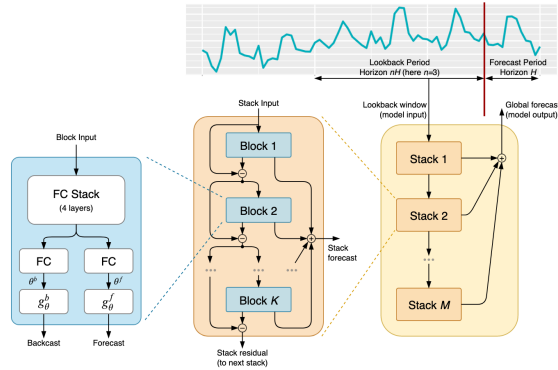 Lookback Period
Horizon nH (here n=3)
Forecast Period
Horizon H
Lookback window
(model input)
Global forecast
(model output)
Stack Input
Block Input
Block 1
Block 2
Block K
Stack
forecast
Stack residual
(to next stack)
FC Stack
(4 layers)
FC
FC
θᵇ
θᶠ
gᵇ_θ
gᶠ_θ
Backcast
Forecast
Stack 1
Stack 2
Stack M